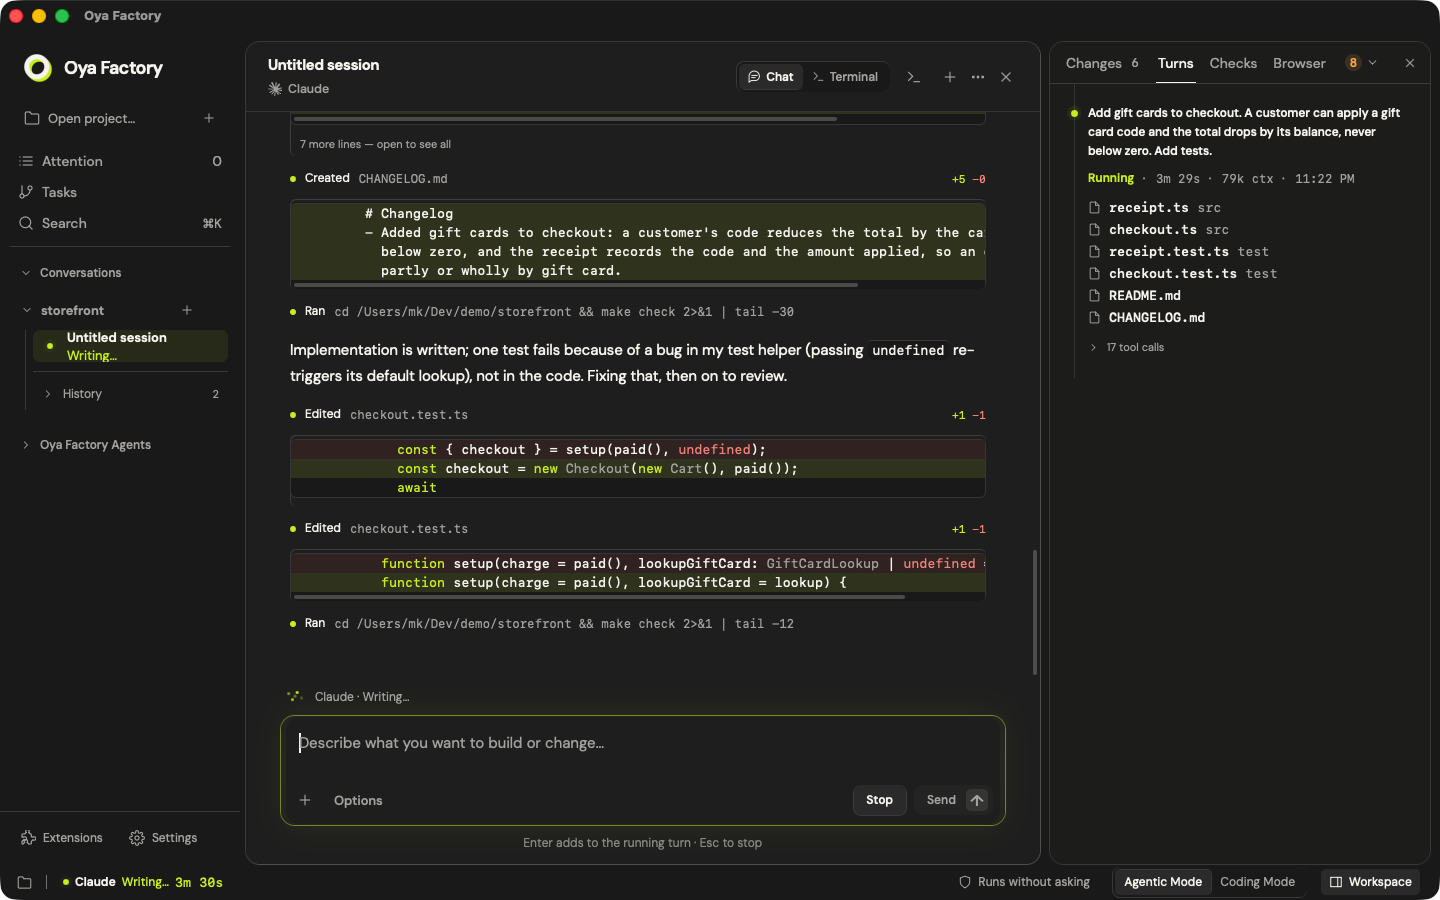 Oya Factory
Oya Factory
Open project...
Attention 0
Tasks
Search ⌘K
Conversations
storefront
Untitled session
Writing...
History 2
Oya Factory Agents
Extensions Settings
Untitled session
Claude
Chat Terminal
7 more lines — open to see all
Created CHANGELOG.md +5 −0
# Changelog
− Added gift cards to checkout: a customer's code reduces the total by the ca
below zero, and the receipt records the code and the amount applied, so an
partly or wholly by gift card.
Ran cd /Users/mk/Dev/demo/storefront && make check 2>&1 | tail −30
Implementation is written; one test fails because of a bug in my test helper (passing undefined re-
triggers its default lookup), not in the code. Fixing that, then on to review.
Edited checkout.test.ts +1 −1
const { checkout } = setup(paid(), undefined);
const checkout = new Checkout(new Cart(), paid());
await
Edited checkout.test.ts +1 −1
function setup(charge = paid(), lookupGiftCard: GiftCardLookup | undefined
function setup(charge = paid(), lookupGiftCard = lookup) {
Ran cd /Users/mk/Dev/demo/storefront && make check 2>&1 | tail −12
Claude · Writing...
Describe what you want to build or change...
Options Stop Send
Enter adds to the running turn · Esc to stop
Changes 6 Turns Checks Browser 8
Add gift cards to checkout. A customer can apply a gift
card code and the total drops by its balance, never
below zero. Add tests.
Running · 3m 29s · 79k ctx · 11:22 PM
receipt.ts src
checkout.ts src
receipt.test.ts test
checkout.test.ts test
README.md
CHANGELOG.md
17 tool calls
Claude Writing... 3m 30s
Runs without asking Agentic Mode Coding Mode Workspace